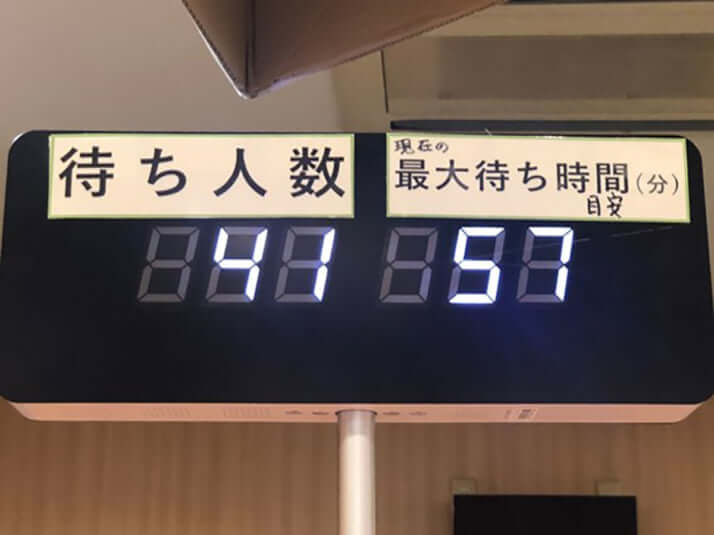 待ち人数
現在の
最大待ち時間(分)
目安
41
57